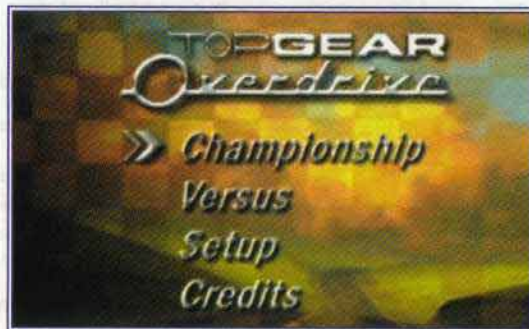 TOPGEAR
Overdrive
Championship
Versus
Setup
Credits